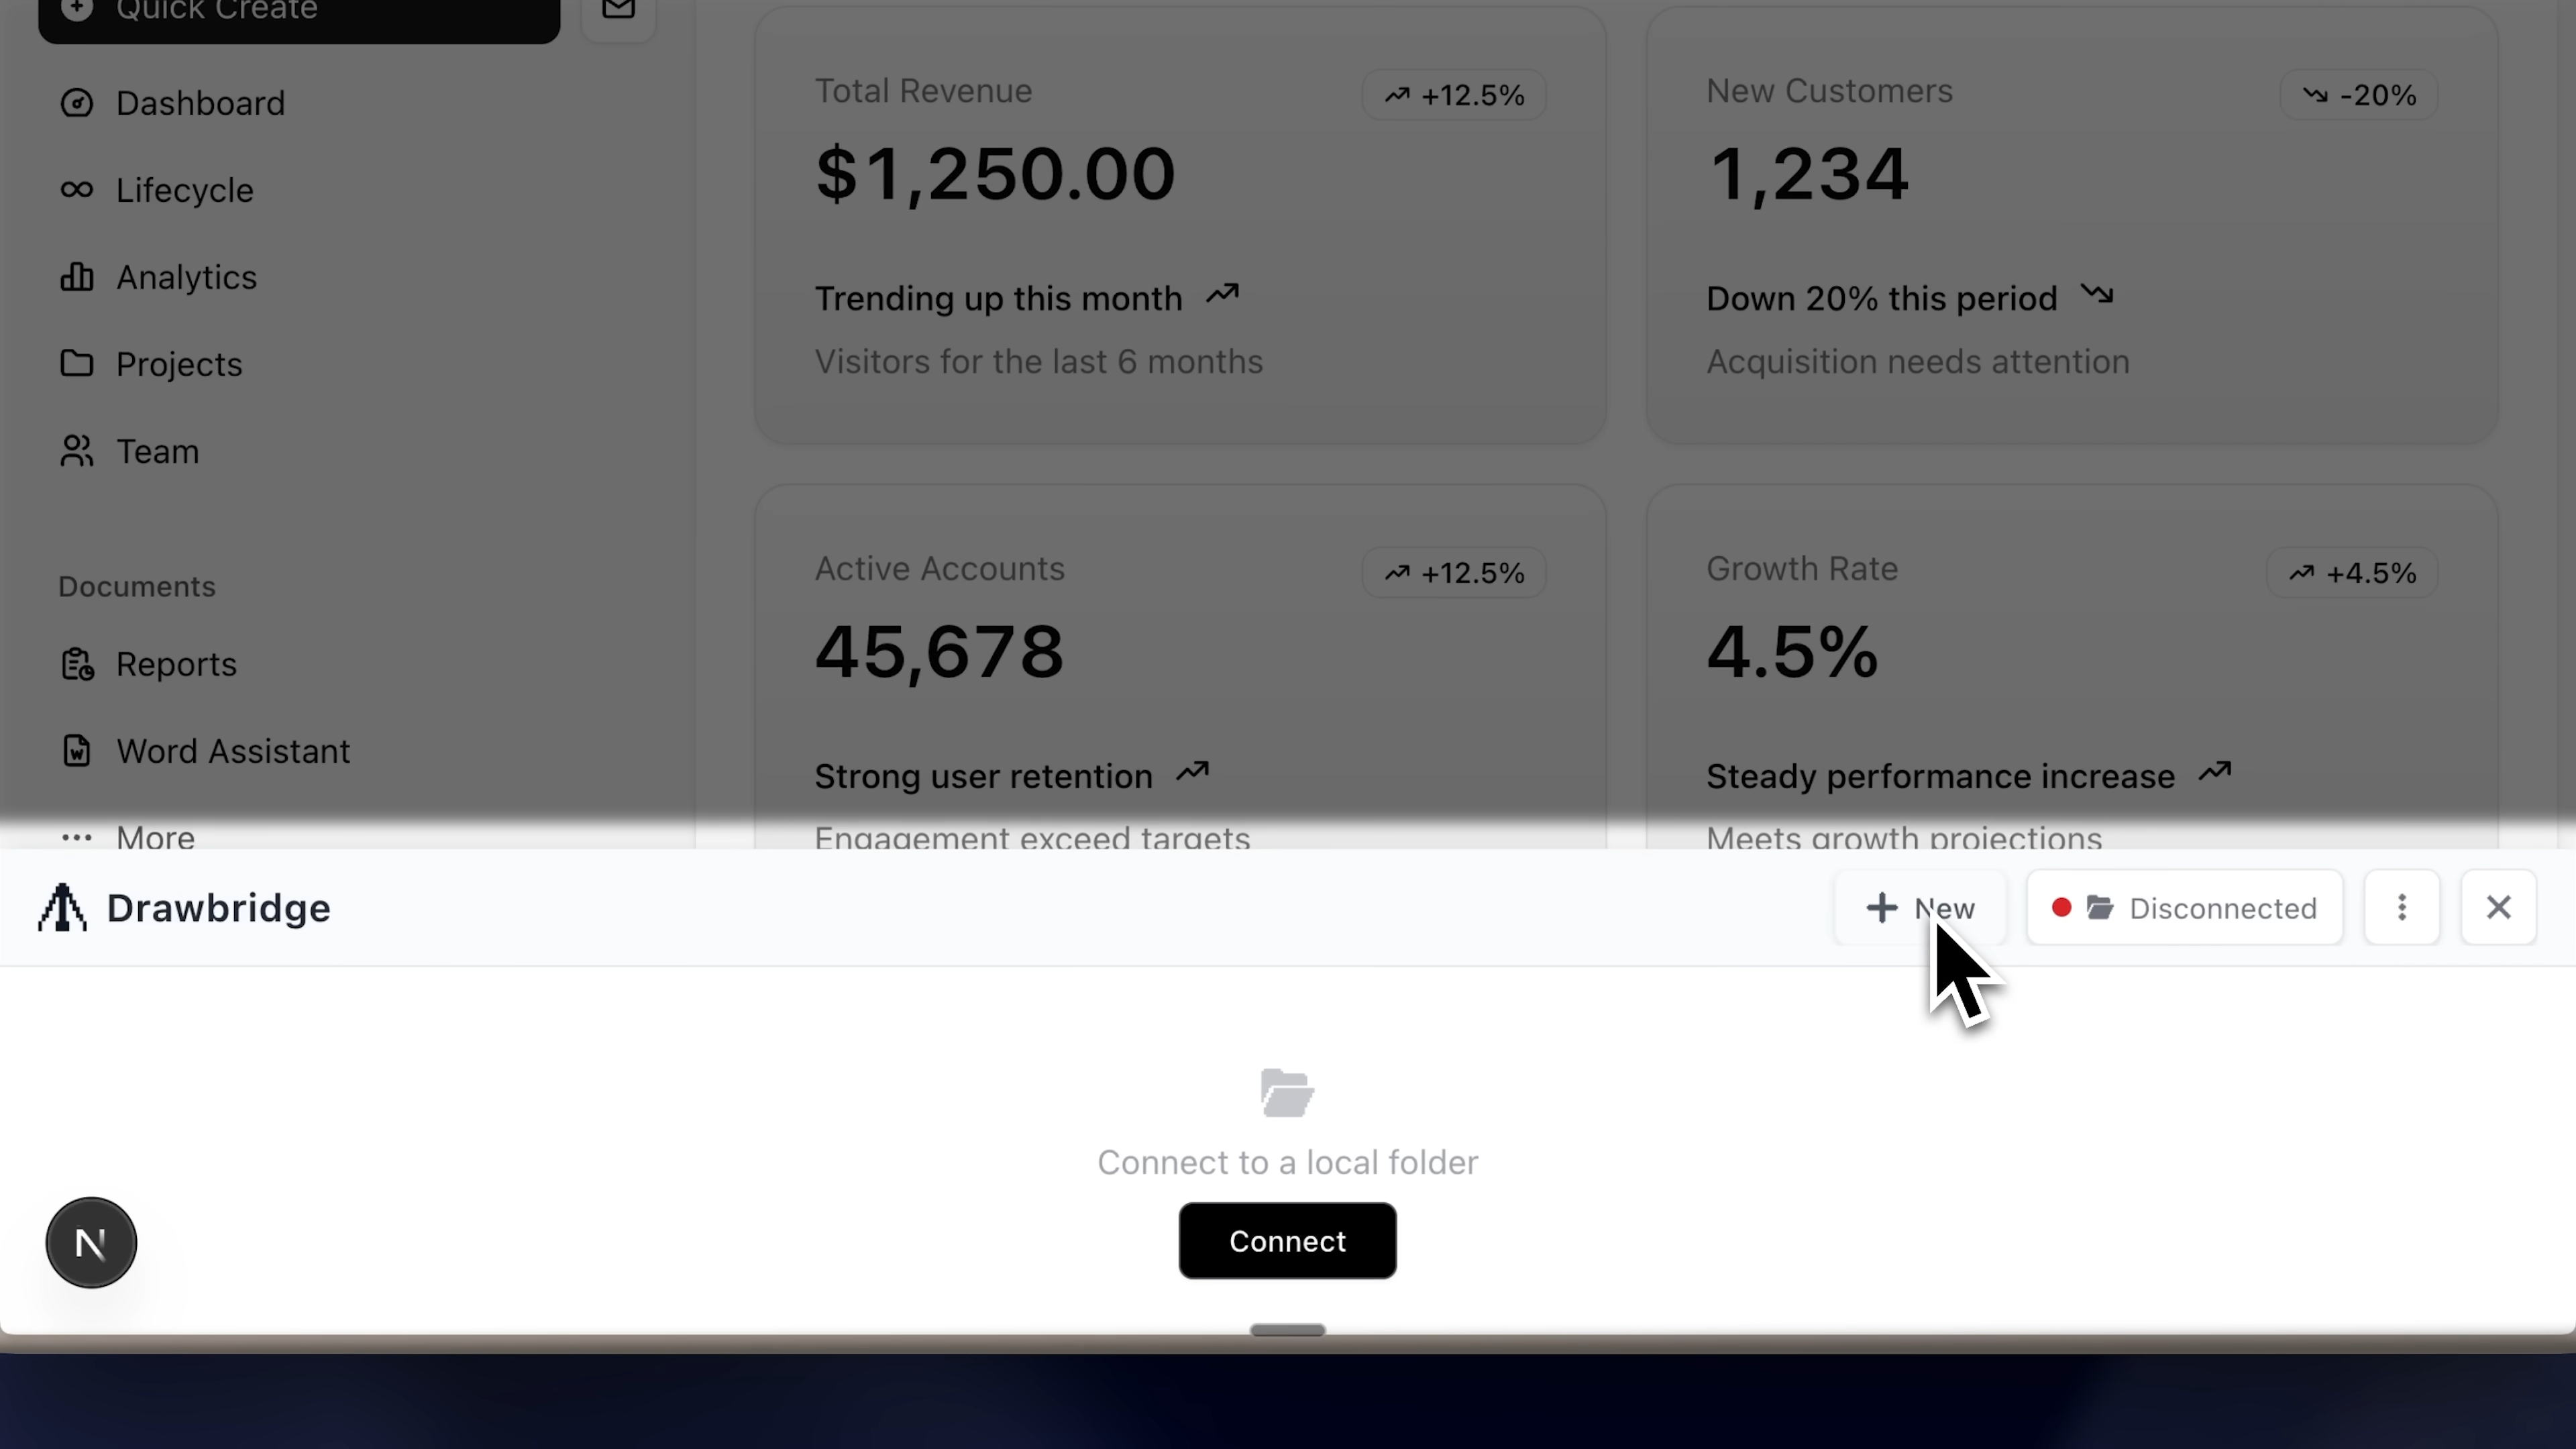 Quick Create
Dashboard
Lifecycle
Analytics
Projects
Team
Documents
Reports
Word Assistant
More
Total Revenue
+12.5%
$1,250.00
Trending up this month
Visitors for the last 6 months
New Customers
-20%
1,234
Down 20% this period
Acquisition needs attention
Active Accounts
+12.5%
45,678
Strong user retention
Engagement exceed targets
Growth Rate
+4.5%
4.5%
Steady performance increase
Meets growth projections
Drawbridge
New
Disconnected
Connect to a local folder
Connect
N